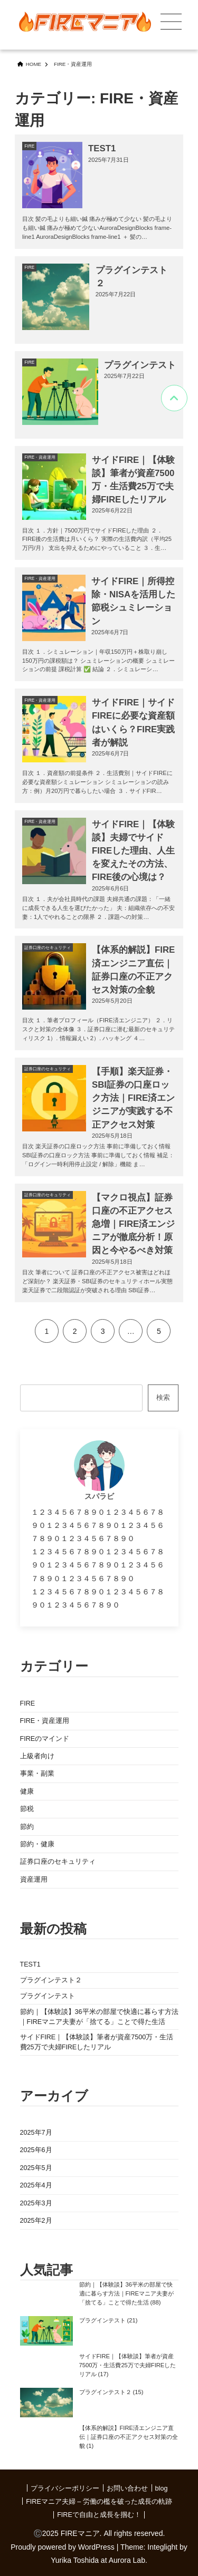 FIREマニア
HOME > FIRE・資産運用
カテゴリー: FIRE・資産
運用
FIRE
TEST1
2025年7月31日
目次 髪の毛よりも細い鍼 痛みが極めて少ない 髪の毛より
も細い鍼 痛みが極めて少ないAuroraDesignBlocks frame-
line1 AuroraDesignBlocks frame-line1 ＋ 髪の…
FIRE
プラグインテスト
２
2025年7月22日
FIRE
プラグインテスト
2025年7月22日
FIRE・資産運用
サイドFIRE｜【体験
談】筆者が資産7500
万・生活費25万で夫
婦FIREしたリアル
2025年6月22日
目次 １．方針｜7500万円でサイドFIREした理由 ２．
FIRE後の生活費は月いくら？ 実際の生活費内訳（平均25
万円/月） 支出を抑えるためにやっていること ３．生…
FIRE・資産運用
サイドFIRE｜所得控
除・NISAを活用した
節税シュミレーショ
ン
2025年6月7日
目次 １．シミュレーション｜年収150万円＋株取り崩し
150万円の課税額は？ シュミレーションの概要 シュミレー
ションの前提 課税計算 ✅ 結論 ２．シミュレーシ…
FIRE・資産運用
サイドFIRE｜サイド
FIREに必要な資産額
はいくら？FIRE実践
者が解説
2025年6月7日
目次 １．資産額の前提条件 ２．生活費別｜サイドFIREに
必要な資産額シミュレーション シミュレーションの読み
方：例）月20万円で暮らしたい場合 ３．サイドFIR…
FIRE・資産運用
サイドFIRE｜【体験
談】夫婦でサイド
FIREした理由、人生
を変えたその方法、
FIRE後の心境は？
2025年6月6日
目次 １．夫が会社員時代の課題 夫婦共通の課題：「一緒
に成長できる人生を選びたかった」 夫：組織依存への不安
妻：1人でやれることの限界 ２．課題への対策…
証券口座のセキュリティ
【体系的解説】FIRE
済エンジニア直伝｜
証券口座の不正アク
セス対策の全貌
2025年5月20日
目次 １．筆者プロフィール（FIRE済エンジニア） ２．リ
スクと対策の全体像 ３．証券口座に潜む最新のセキュリテ
ィリスク 1）. 情報漏えい 2）. ハッキング ４…
証券口座のセキュリティ
【手順】楽天証券・
SBI証券の口座ロッ
ク方法｜FIRE済エン
ジニアが実践する不
正アクセス対策
2025年5月18日
目次 楽天証券の口座ロック方法 事前に準備しておく情報
SBI証券の口座ロック方法 事前に準備しておく情報 補足：
「ログイン一時利用停止設定 / 解除」機能 ま…
証券口座のセキュリティ
【マクロ視点】証券
口座の不正アクセス
急増｜FIRE済エンジ
ニアが徹底分析！原
因と今やるべき対策
2025年5月18日
目次 筆者について 証券口座の不正アクセス被害はどれほ
ど深刻か？ 楽天証券・SBI証券のセキュリティホール実態
楽天証券で二段階認証が突破される理由 SBI証券…
1 2 3 … 5
検索
スパラビ
１２３４５６７８９０１２３４５６７８
９０１２３４５６７８９０１２３４５６
７８９０１２３４５６７８９０
１２３４５６７８９０１２３４５６７８
９０１２３４５６７８９０１２３４５６
７８９０１２３４５６７８９０
１２３４５６７８９０１２３４５６７８
９０１２３４５６７８９０
カテゴリー
FIRE
FIRE・資産運用
FIREのマインド
上級者向け
事業・副業
健康
節税
節約
節約・健康
証券口座のセキュリティ
資産運用
最新の投稿
TEST1
プラグインテスト２
プラグインテスト
節約｜【体験談】36平米の部屋で快適に暮らす方法
｜FIREマニア夫妻が「捨てる」ことで得た生活
サイドFIRE｜【体験談】筆者が資産7500万・生活
費25万で夫婦FIREしたリアル
アーカイブ
2025年7月
2025年6月
2025年5月
2025年4月
2025年3月
2025年2月
人気記事
節約｜【体験談】36平米の部屋で快
適に暮らす方法｜FIREマニア夫妻が
「捨てる」ことで得た生活 (88)
プラグインテスト (21)
サイドFIRE｜【体験談】筆者が資産
7500万・生活費25万で夫婦FIREした
リアル (17)
プラグインテスト２ (15)
【体系的解説】FIRE済エンジニア直
伝｜証券口座の不正アクセス対策の全
貌 (1)
| プライバシーポリシー | お問い合わせ | blog
| FIREマニア夫婦 – 労働の檻を破った成長の軌跡
| FIREで自由と成長を掴む！ |
©2025 FIREマニア. All rights reserved.
Proudly powered by WordPress | Theme: Integlight by
Yurika Toshida at Aurora Lab.